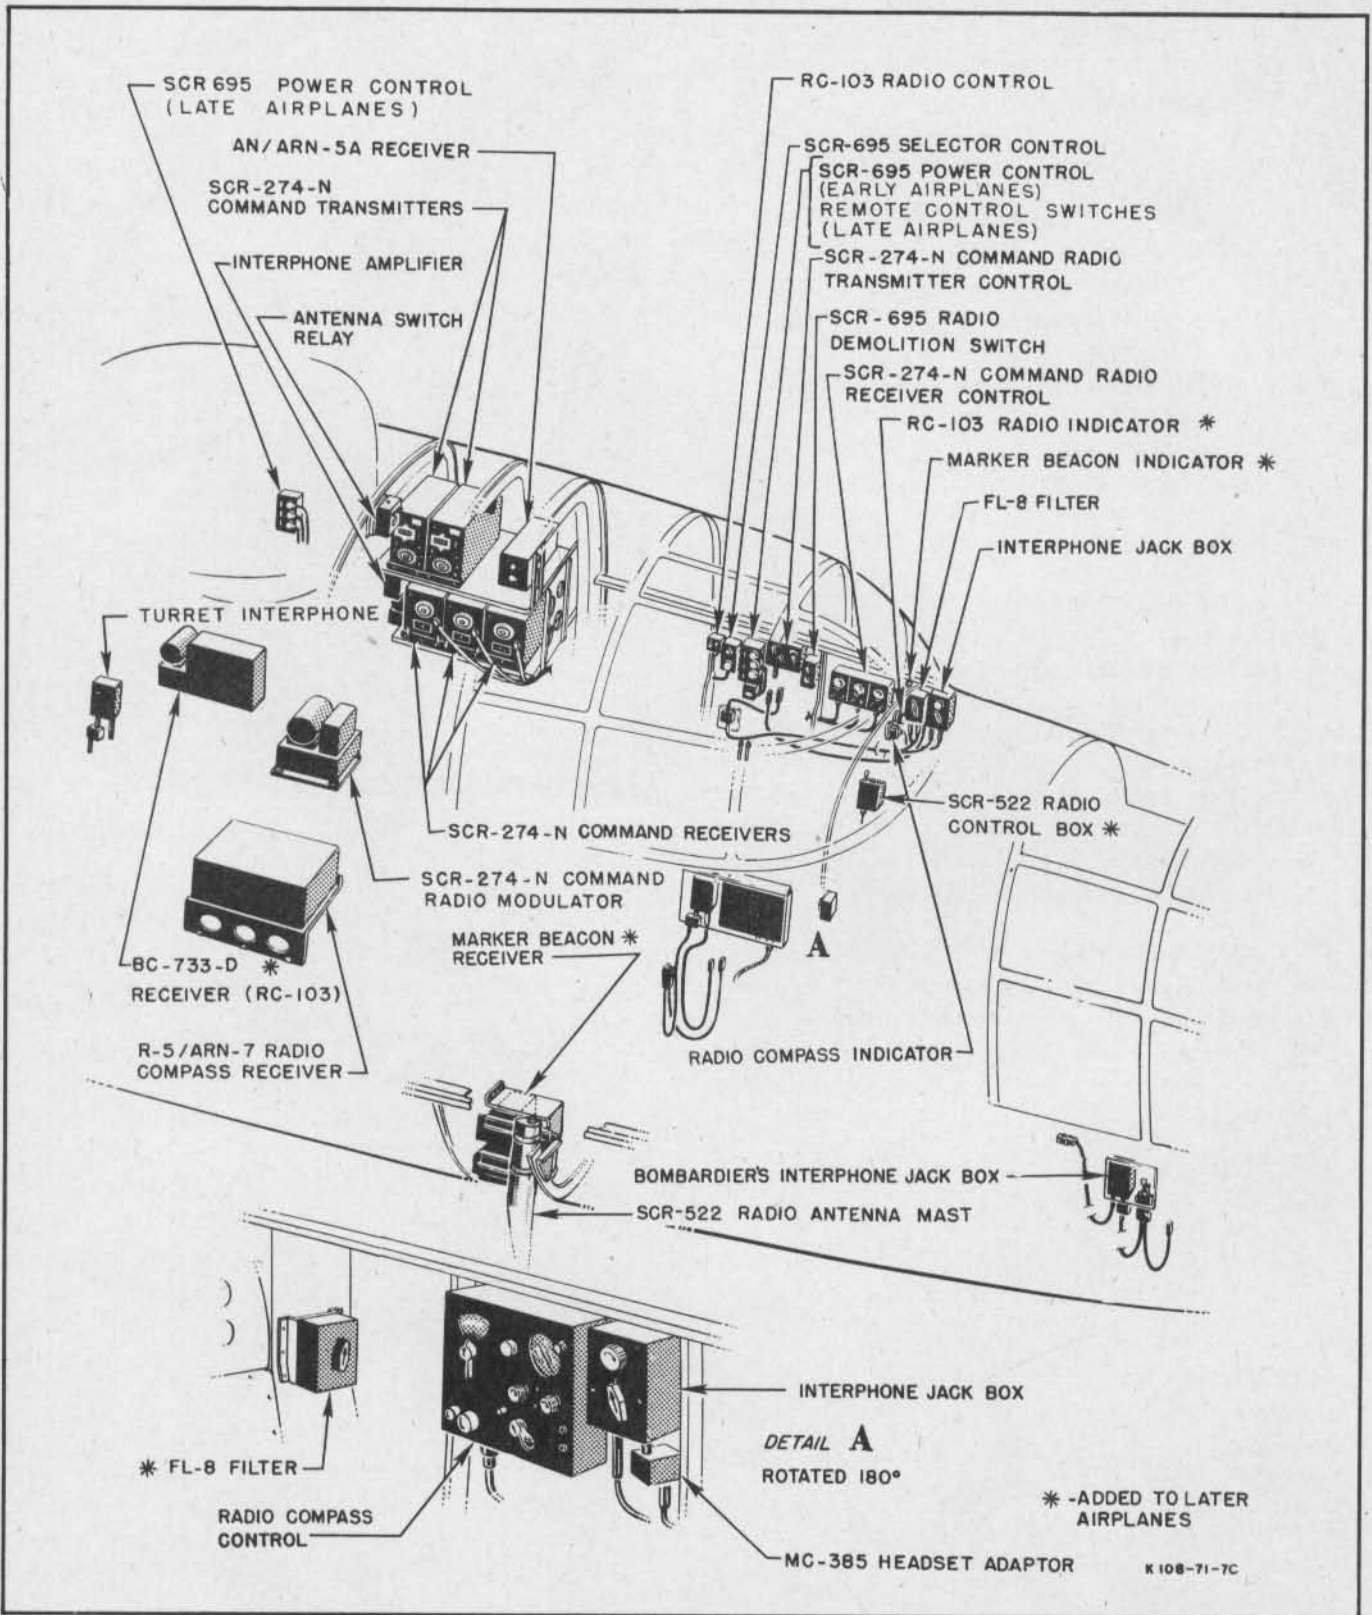 SCR 695 POWER CONTROL
(LATE AIRPLANES)
AN/ARN-5A RECEIVER
SCR-274-N
COMMAND TRANSMITTERS
INTERPHONE AMPLIFIER
ANTENNA SWITCH
RELAY
RC-103 RADIO CONTROL
SCR-695 SELECTOR CONTROL
SCR-695 POWER CONTROL
(EARLY AIRPLANES)
REMOTE CONTROL SWITCHES
(LATE AIRPLANES)
SCR-274-N COMMAND RADIO
TRANSMITTER CONTROL
SCR-695 RADIO
DEMOLITION SWITCH
SCR-274-N COMMAND RADIO
RECEIVER CONTROL
RC-103 RADIO INDICATOR *
MARKER BEACON INDICATOR *
FL-8 FILTER
INTERPHONE JACK BOX
TURRET INTERPHONE
SCR-274-N COMMAND RECEIVERS
SCR-522 RADIO
CONTROL BOX *
SCR-274-N COMMAND
RADIO MODULATOR
A
MARKER BEACON *
RECEIVER
BC-733-D *
RECEIVER (RC-103)
R-5/ARN-7 RADIO
COMPASS RECEIVER
RADIO COMPASS INDICATOR
BOMBARDIER'S INTERPHONE JACK BOX
SCR-522 RADIO ANTENNA MAST
INTERPHONE JACK BOX
DETAIL A
ROTATED 180°
* FL-8 FILTER
RADIO COMPASS
CONTROL
* -ADDED TO LATER
AIRPLANES
MC-385 HEADSET ADAPTOR
K 108-71-7C